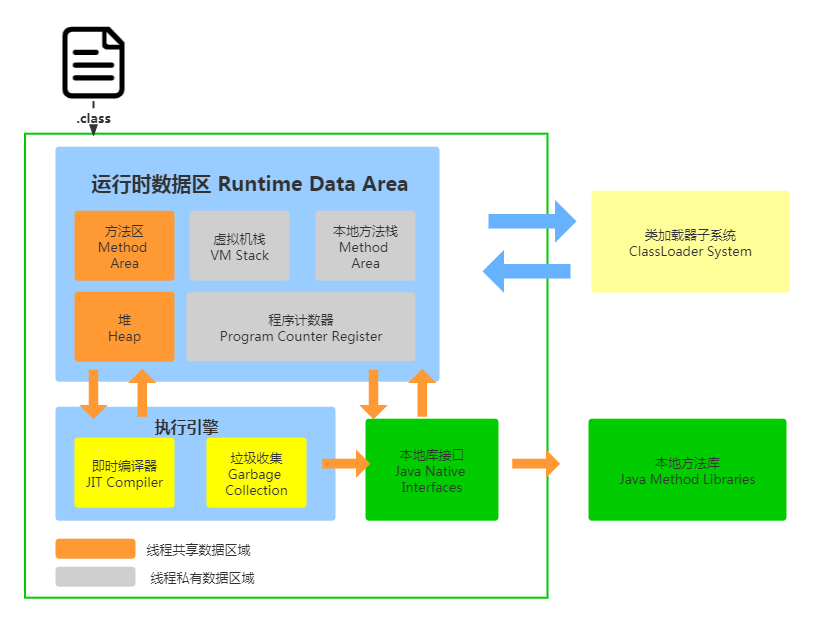 .class
运行时数据区 Runtime Data Area
方法区
Method
Area
虚拟机栈
VM Stack
本地方法栈
Method
Area
堆
Heap
程序计数器
Program Counter Register
类加载器子系统
ClassLoader System
执行引擎
即时编译器
JIT Compiler
垃圾收集
Garbage
Collection
本地库接口
Java Native
Interfaces
本地方法库
Java Method Libraries
线程共享数据区域
线程私有数据区域